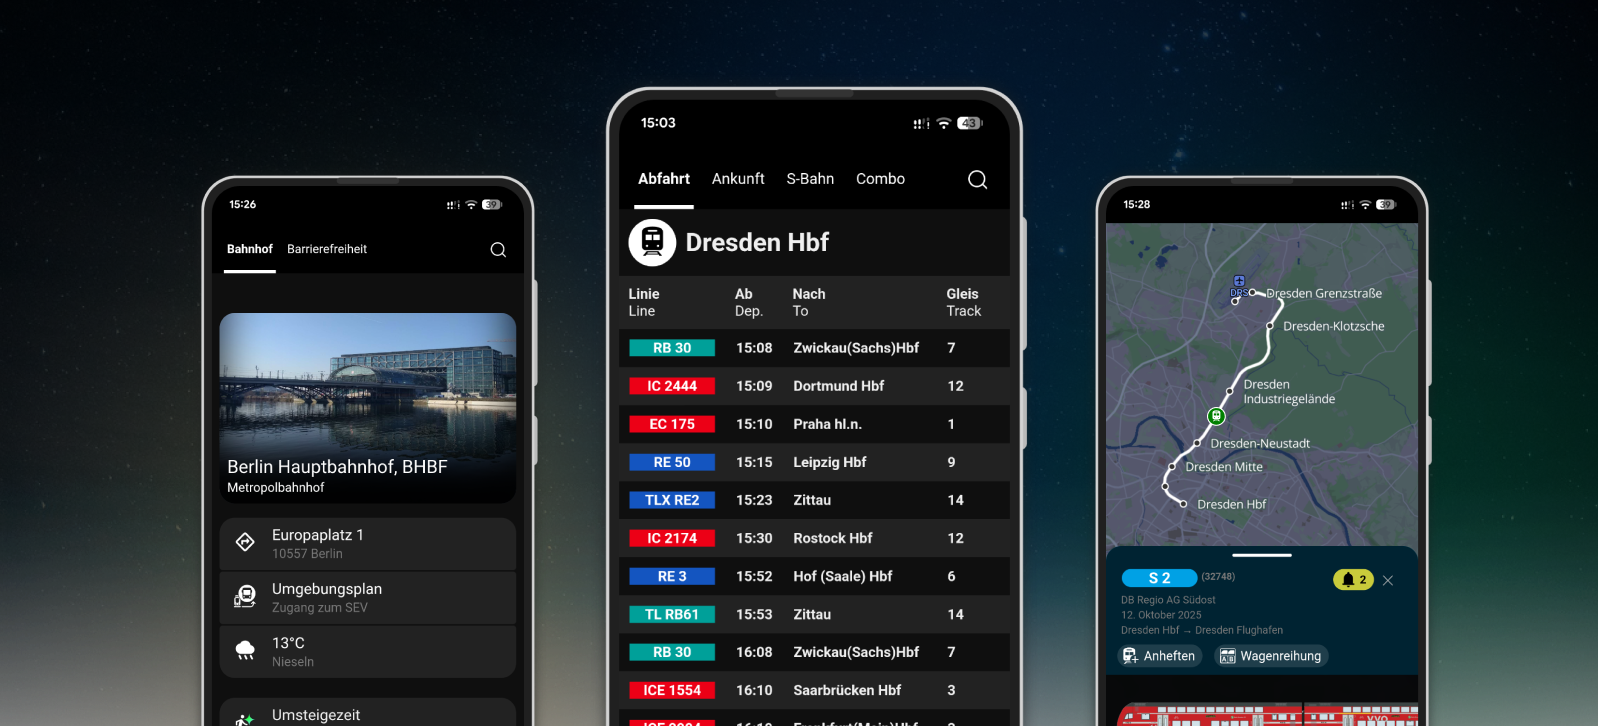 15:26
39
Bahnhof Barrierefreiheit
Berlin Hauptbahnhof, BHBF
Metropolbahnhof
Europaplatz 1
10557 Berlin
Umgebungsplan
Zugang zum SEV
13°C
Nieseln
Umsteigezeit
15:03
43
Abfahrt Ankunft S-Bahn Combo
Dresden Hbf
Linie Ab Nach Gleis
Line Dep. To Track
RB 30 15:08 Zwickau(Sachs)Hbf 7
IC 2444 15:09 Dortmund Hbf 12
EC 175 15:10 Praha hl.n. 1
RE 50 15:15 Leipzig Hbf 9
TLX RE2 15:23 Zittau 14
IC 2174 15:30 Rostock Hbf 12
RE 3 15:52 Hof (Saale) Hbf 6
TL RB61 15:53 Zittau 14
RB 30 16:08 Zwickau(Sachs)Hbf 7
ICE 1554 16:10 Saarbrücken Hbf 3
15:28
39
DRS
Dresden Grenzstraße
Dresden-Klotzsche
Dresden
Industriegelände
Dresden-Neustadt
Dresden Mitte
Dresden Hbf
S 2 (32748) 2
DB Regio AG Südost
12. Oktober 2025
Dresden Hbf → Dresden Flughafen
Anheften Wagenreihung